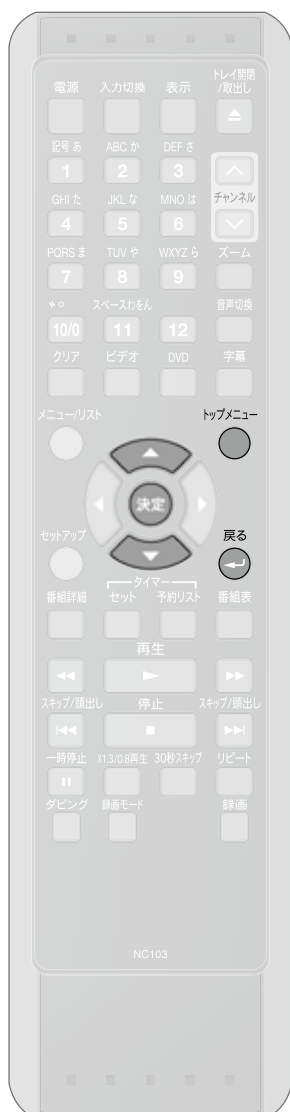 電源 入力切換 表示 トレイ開閉/取出し
記号 あ ABC か DEF さ
1 2 3
GHI た JKL な MNO は チャンネル
4 5 6
PQRS ま TUV や WXYZ ら ズーム
7 8 9
゛゜ スペースわをん 音声切換
10/0 11 12
クリア ビデオ DVD 字幕
メニュー/リスト トップメニュー
決定
セットアップ 戻る
タイマー
番組詳細 セット 予約リスト 番組表
再生
スキップ/頭出し 停止 スキップ/頭出し
一時停止 X1.3/0.8再生 30秒スキップ リピート
ダビング 録画モード 録画
NC103